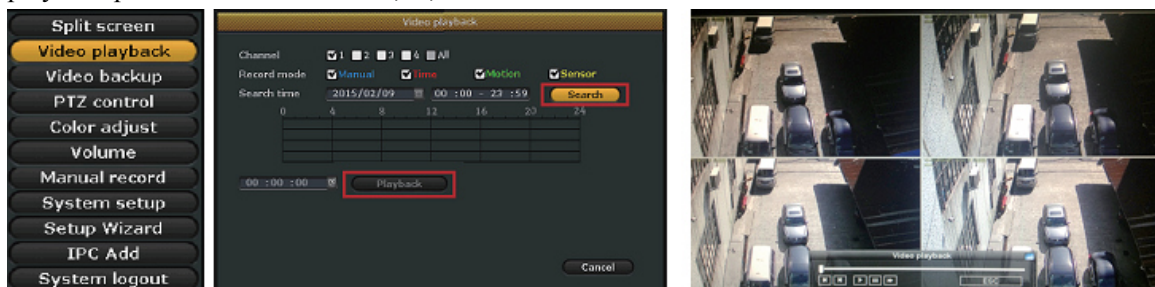 Split screen
Video playback
Video backup
PTZ control
Color adjust
Volume
Manual record
System setup
Setup Wizard
IPC Add
System logout
Video playback
Channel 1 2 3 4 All
Record mode Manual Time Motion Sensor
Search time 2015/02/09 00 :00 - 23 :59 Search
0 4 8 12 16 20 24
00 :00 :00 Playback
Cancel
Video playback
ESC